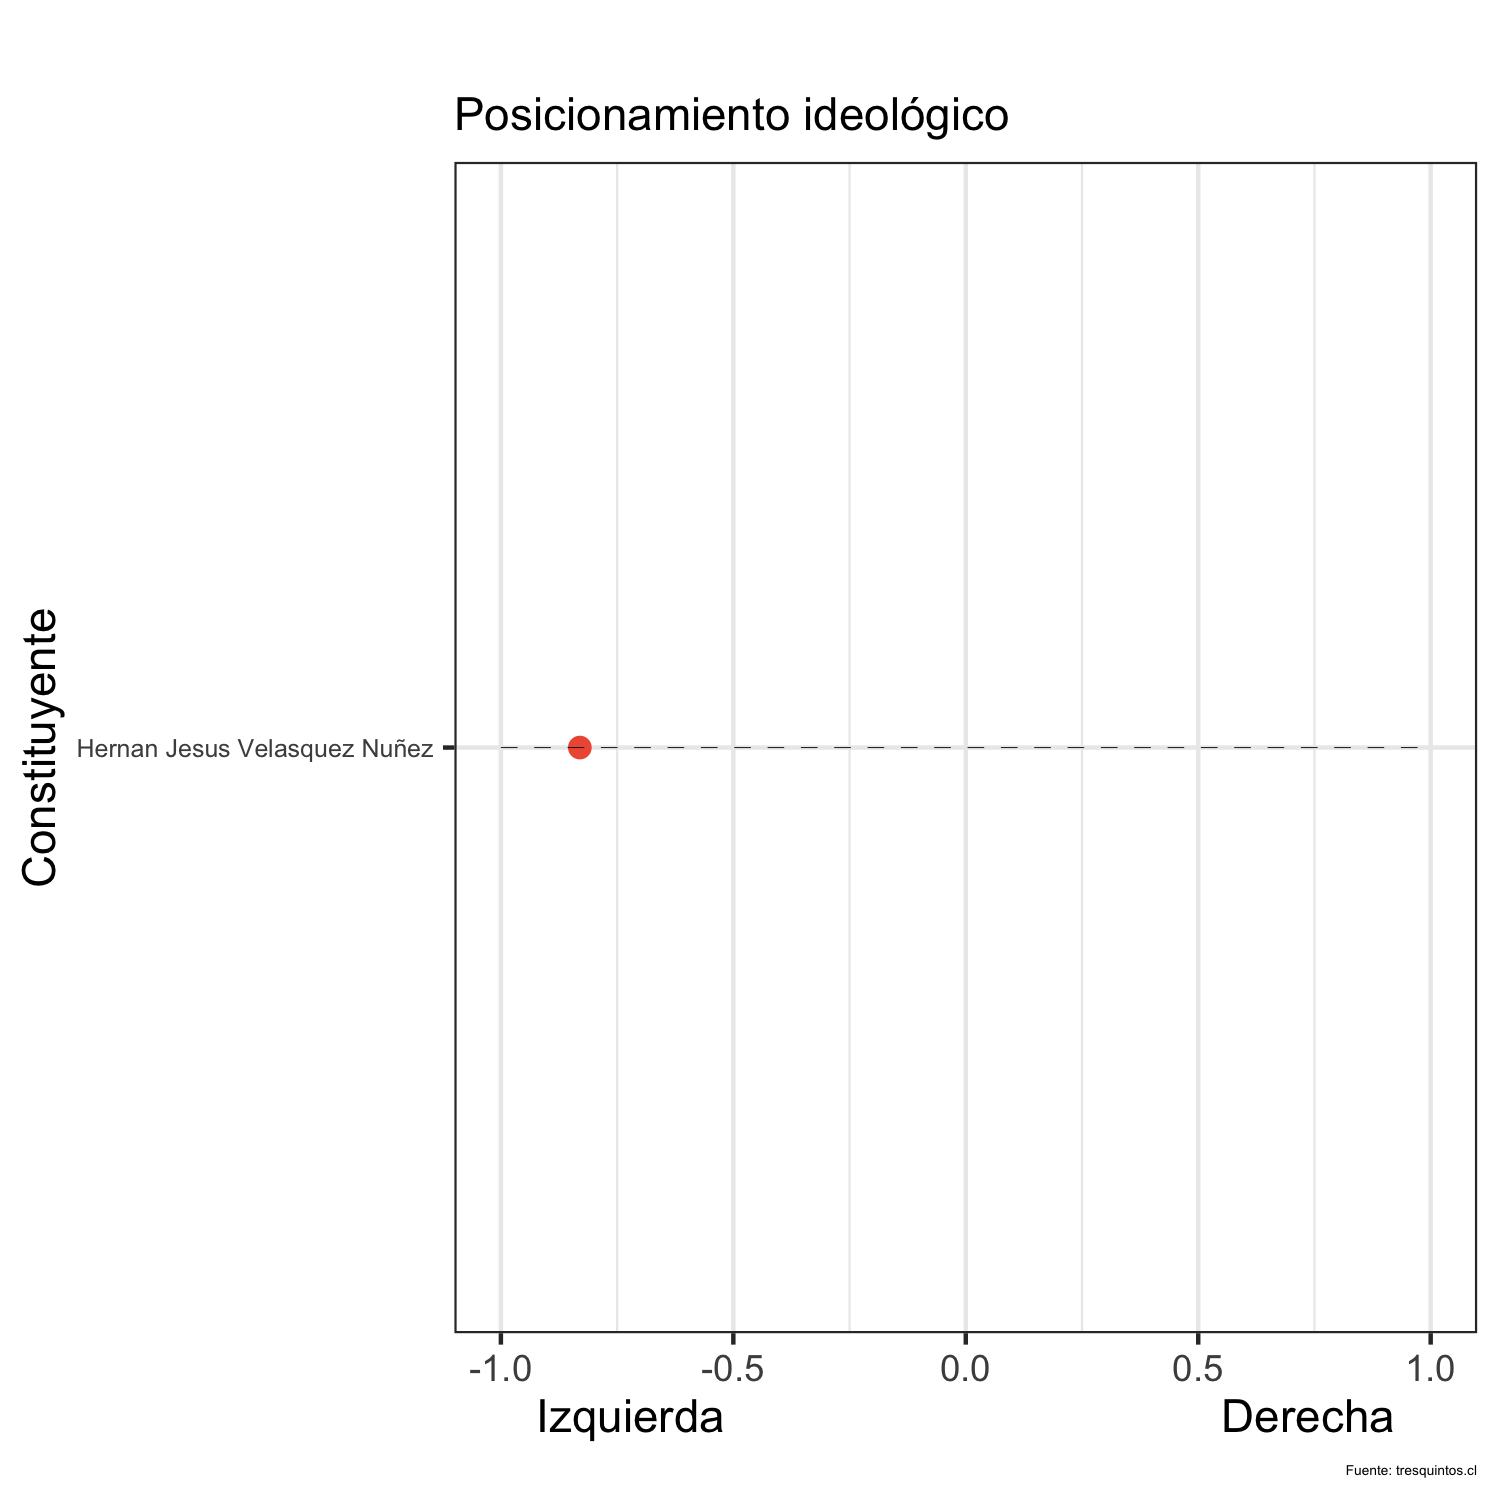 Posicionamiento ideológico
Constituyente
Hernan Jesus Velasquez Nuñez
-1.0 -0.5 0.0 0.5 1.0
Izquierda Derecha
Fuente: tresquintos.cl